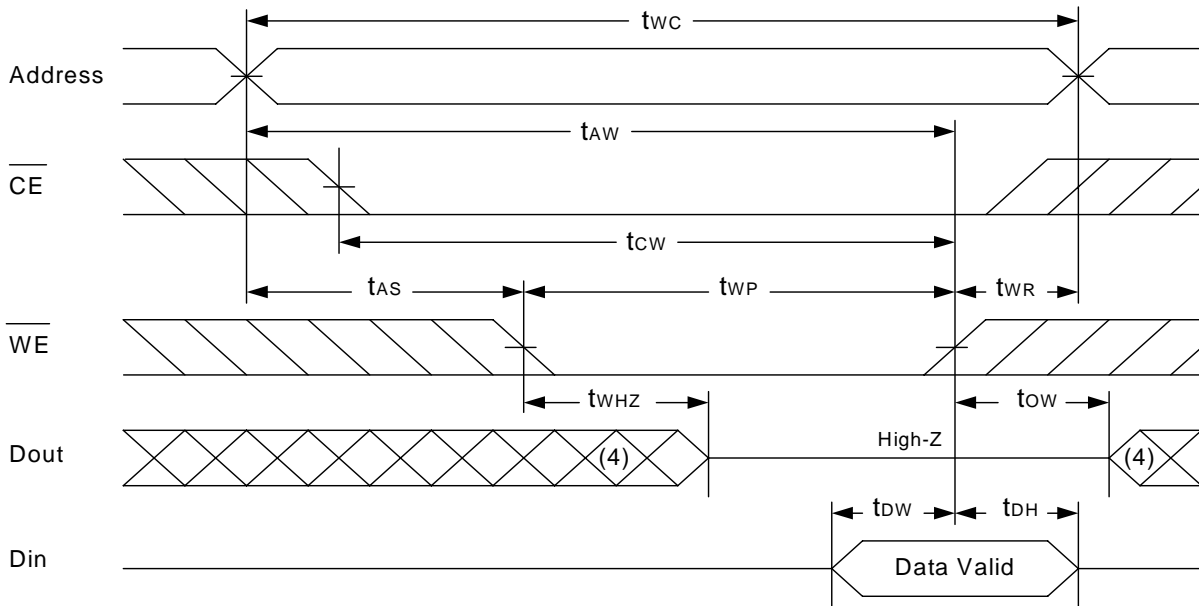 tWC
Address
tAW
CE
tCW
tAS tWP tWR
WE
tWHZ tOW
Dout (4) High-Z (4)
tDW tDH
Din Data Valid